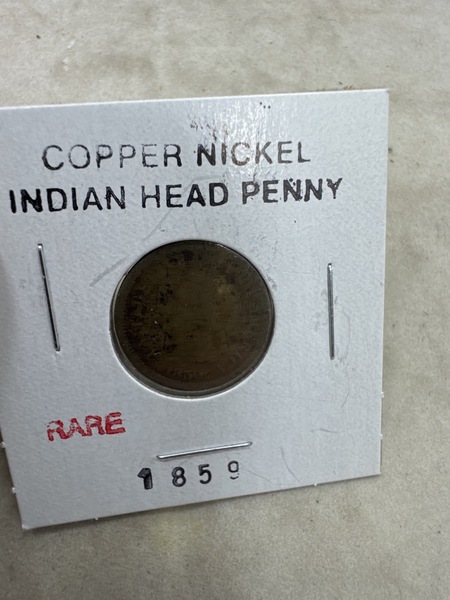 COPPER NICKEL
INDIAN HEAD PENNY
RARE
1859